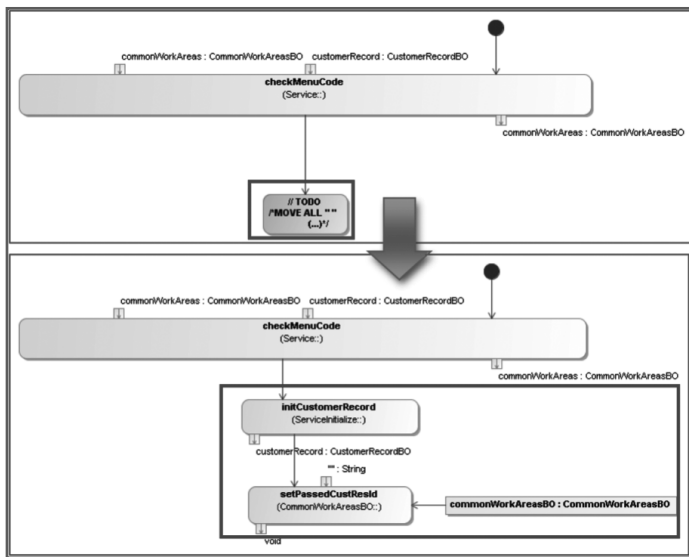 commonWorkAreas : CommonWorkAreasBO customerRecord : CustomerRecordBO
checkMenuCode
(Service::)
commonWorkAreas : CommonWorkAreasBO
// TODO
/*MOVE ALL " "
(...)*/
commonWorkAreas : CommonWorkAreasBO customerRecord : CustomerRecordBO
checkMenuCode
(Service::)
commonWorkAreas : CommonWorkAreasBO
initCustomerRecord
(ServiceInitialize::)
customerRecord : CustomerRecordBO
"" : String
setPassedCustResId
(CommonWorkAreasBO::)
commonWorkAreasBO : CommonWorkAreasBO
void